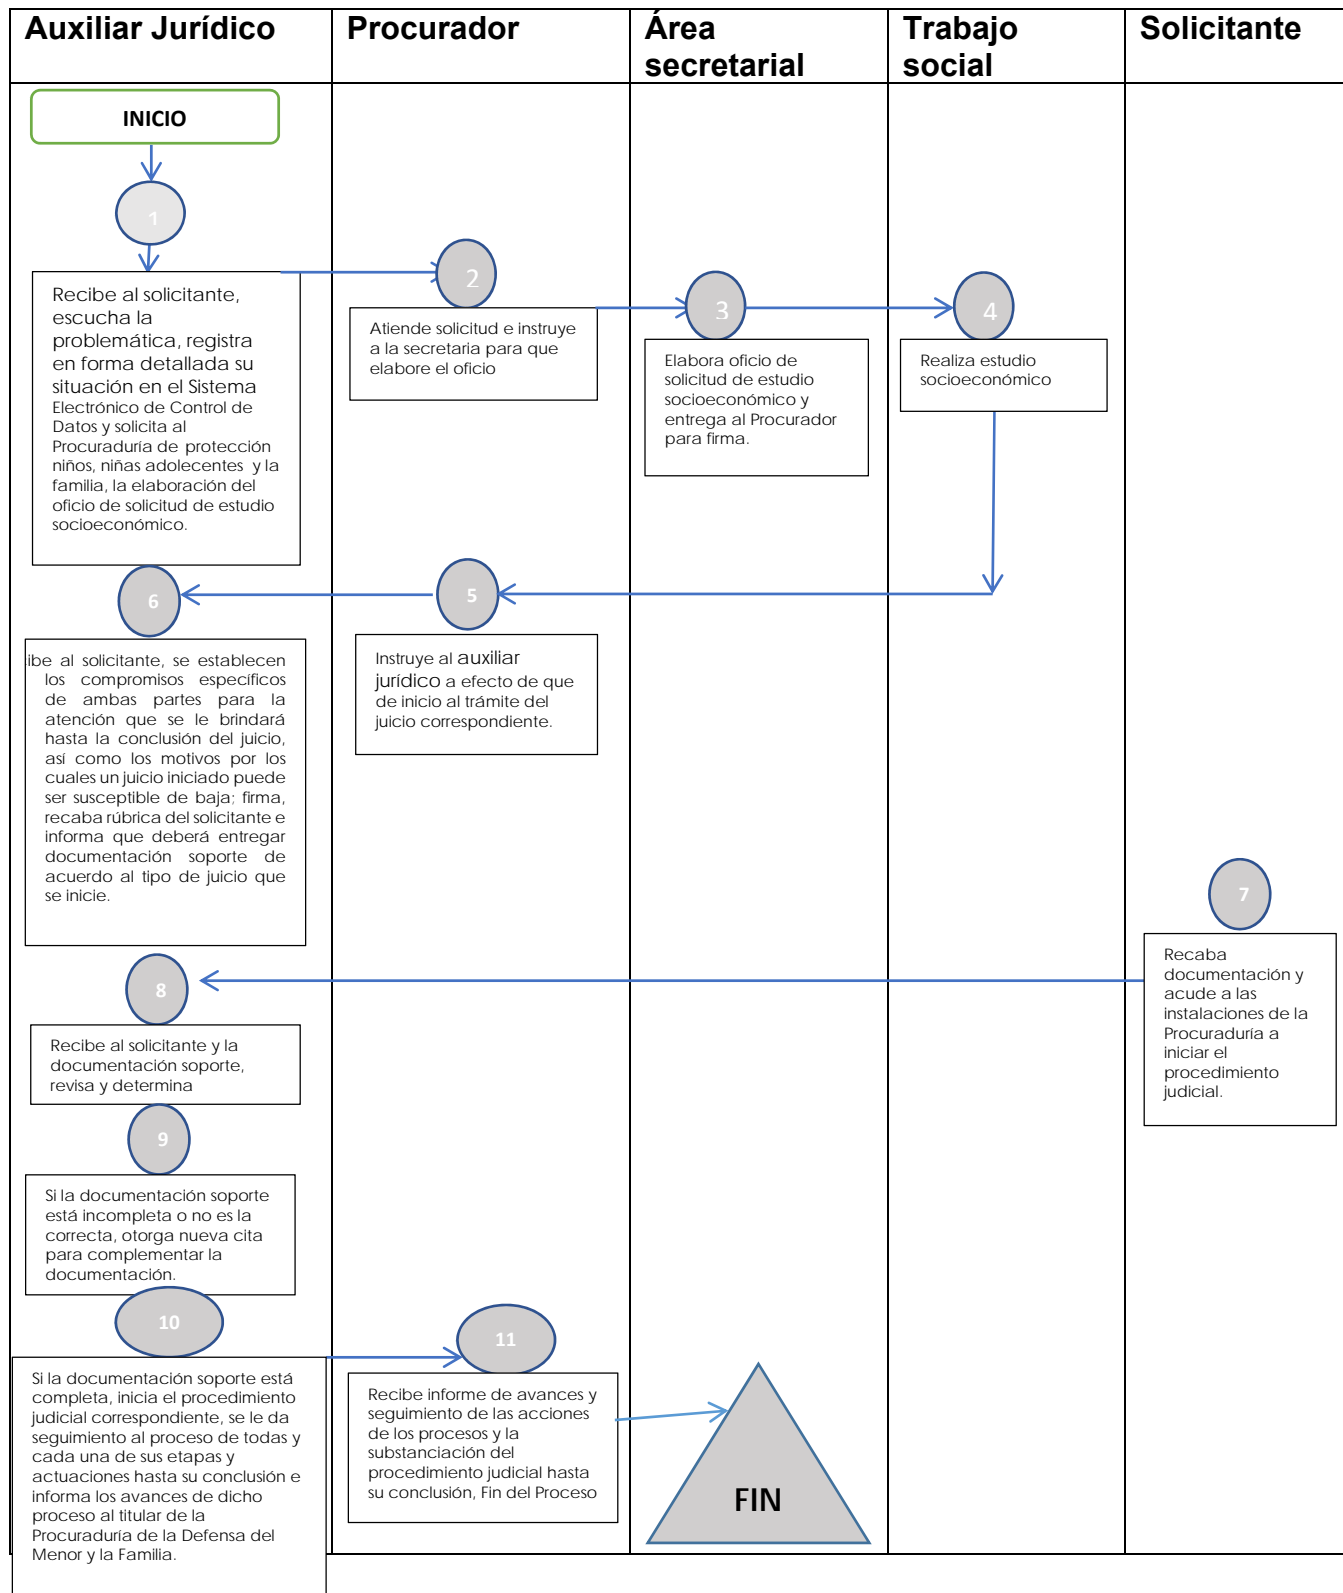 Auxiliar Jurídico
Procurador
Área
secretarial
Trabajo
social
Solicitante
INICIO
1
Recibe al solicitante,
escucha la
problemática, registra
en forma detallada su
situación en el Sistema
Electrónico de Control de
Datos y solicita al
Procuraduría de protección
niños, niñas adolecentes y la
familia, la elaboración del
oficio de solicitud de estudio
socioeconómico.
2
Atiende solicitud e instruye
a la secretaria para que
elabore el oficio
3
Elabora oficio de
solicitud de estudio
socioeconómico y
entrega al Procurador
para firma.
4
Realiza estudio
socioeconómico
5
Instruye al auxiliar
jurídico a efecto de que
de inicio al trámite del
juicio correspondiente.
6
ibe al solicitante, se establecen
los compromisos específicos
de ambas partes para la
atención que se le brindará
hasta la conclusión del juicio,
así como los motivos por los
cuales un juicio iniciado puede
ser susceptible de baja; firma,
recaba rúbrica del solicitante e
informa que deberá entregar
documentación soporte de
acuerdo al tipo de juicio que
se inicie.
7
Recaba
documentación y
acude a las
instalaciones de la
Procuraduría a
iniciar el
procedimiento
judicial.
8
Recibe al solicitante y la
documentación soporte,
revisa y determina
9
Si la documentación soporte
está incompleta o no es la
correcta, otorga nueva cita
para complementar la
documentación.
10
Si la documentación soporte está
completa, inicia el procedimiento
judicial correspondiente, se le da
seguimiento al proceso de todas y
cada una de sus etapas y
actuaciones hasta su conclusión e
informa los avances de dicho
proceso al titular de la
Procuraduría de la Defensa del
Menor y la Familia.
11
Recibe informe de avances y
seguimiento de las acciones
de los procesos y la
substanciación del
procedimiento judicial hasta
su conclusión, Fin del Proceso
FIN